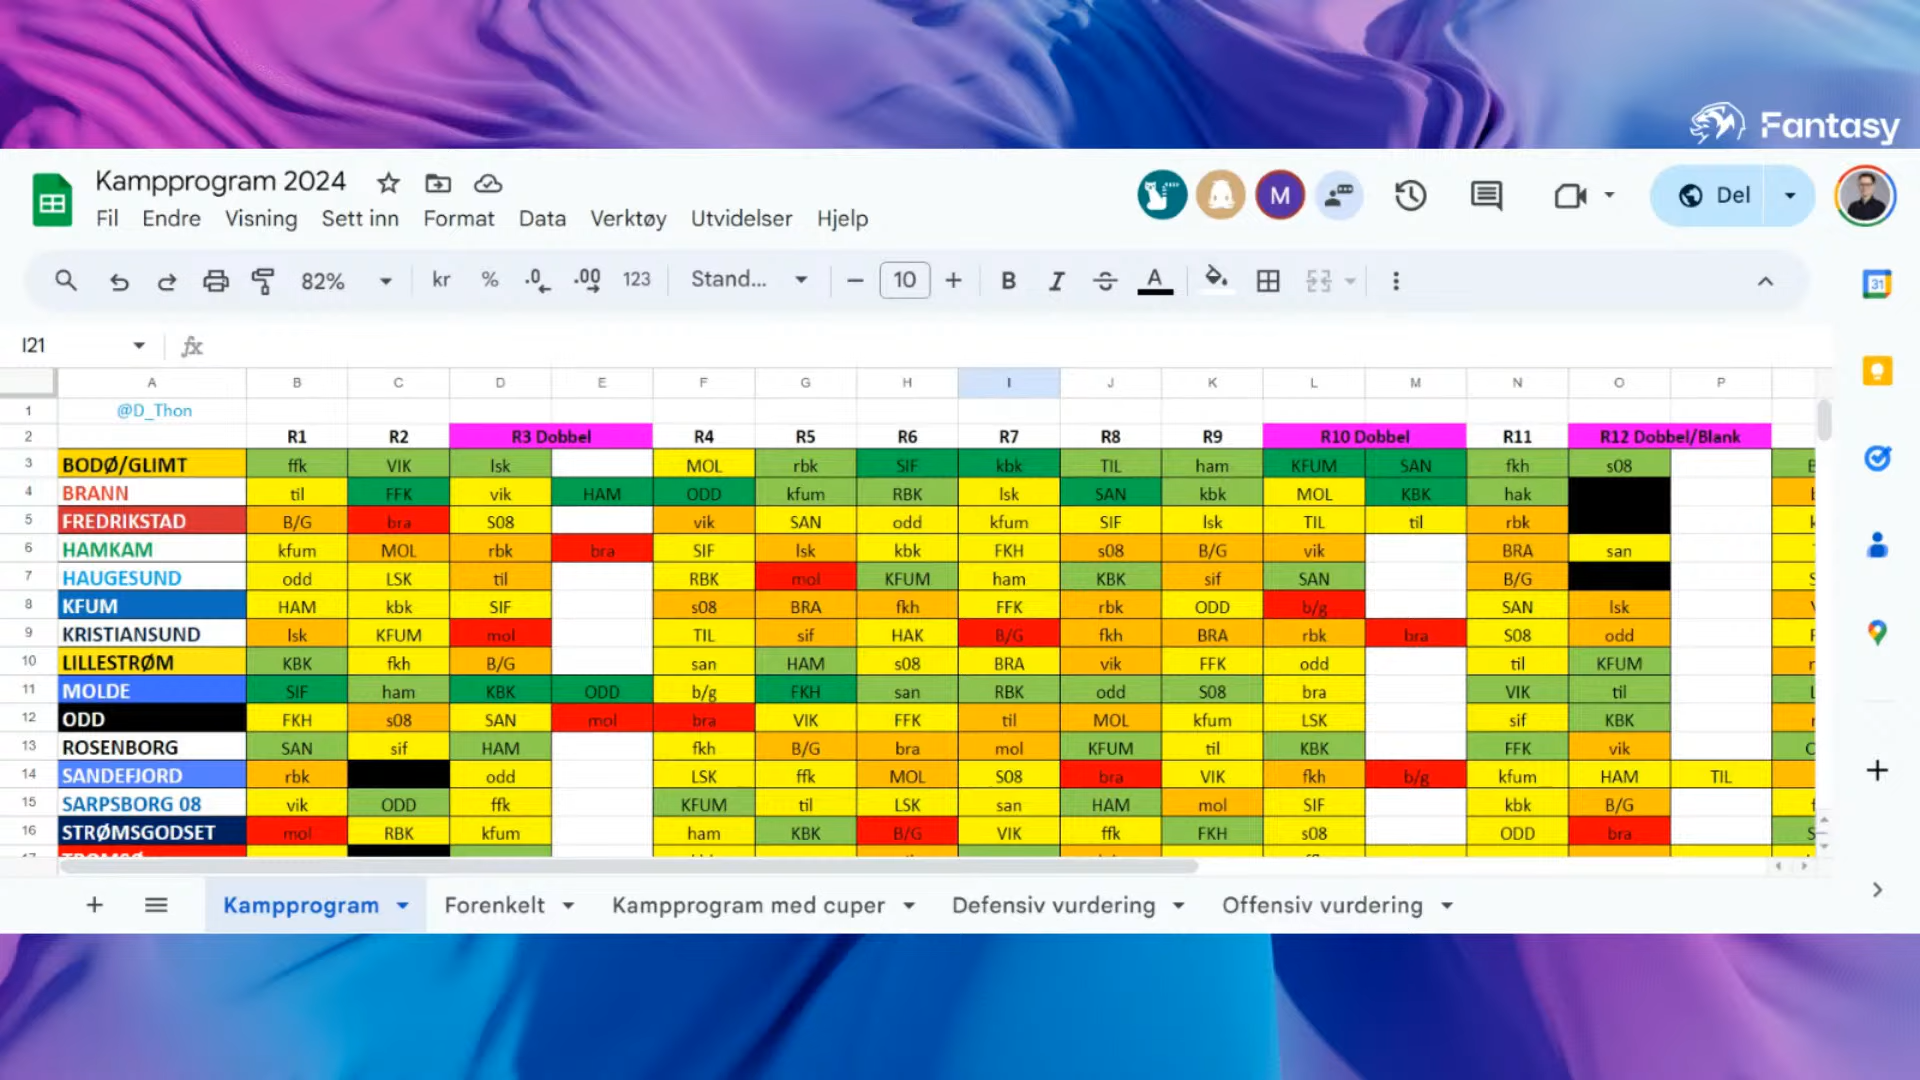 Fantasy
Kampprogram 2024
M
Del
Fil Endre Visning Sett inn Format Data Verktøy Utvidelser Hjelp
82% kr % .0 .00 123 Stand... 10 B I A
31
I21 fx
A B C D E F G H I J K L M N O P
1 @D_Thon
2 R1 R2 R3 Dobbel R4 R5 R6 R7 R8 R9 R10 Dobbel R11 R12 Dobbel/Blank
3 BODØ/GLIMT ffk VIK lsk MOL rbk SIF kbk TIL ham KFUM SAN fkh s08
4 BRANN til FFK vik HAM ODD kfum RBK lsk SAN kbk MOL KBK hak
5 FREDRIKSTAD B/G bra S08 vik SAN odd kfum SIF lsk TIL til rbk
6 HAMKAM kfum MOL rbk bra SIF lsk kbk FKH s08 B/G vik BRA san
7 HAUGESUND odd LSK til RBK mol KFUM ham KBK sif SAN B/G
8 KFUM HAM kbk SIF s08 BRA fkh FFK rbk ODD b/g SAN lsk
9 KRISTIANSUND lsk KFUM mol TIL sif HAK B/G fkh BRA rbk bra S08 odd
10 LILLESTRØM KBK fkh B/G san HAM s08 BRA vik FFK odd til KFUM
11 MOLDE SIF ham KBK ODD b/g FKH san RBK odd S08 bra VIK til
12 ODD FKH s08 SAN mol bra VIK FFK til MOL kfum LSK sif KBK
13 ROSENBORG SAN sif HAM fkh B/G bra mol KFUM til KBK FFK vik
14 SANDEFJORD rbk odd LSK ffk MOL S08 bra VIK fkh b/g kfum HAM TIL
15 SARPSBORG 08 vik ODD ffk KFUM til LSK san HAM mol SIF kbk B/G
16 STRØMSGODSET mol RBK kfum ham KBK B/G VIK ffk FKH s08 ODD bra
Kampprogram Forenkelt Kampprogram med cuper Defensiv vurdering Offensiv vurdering